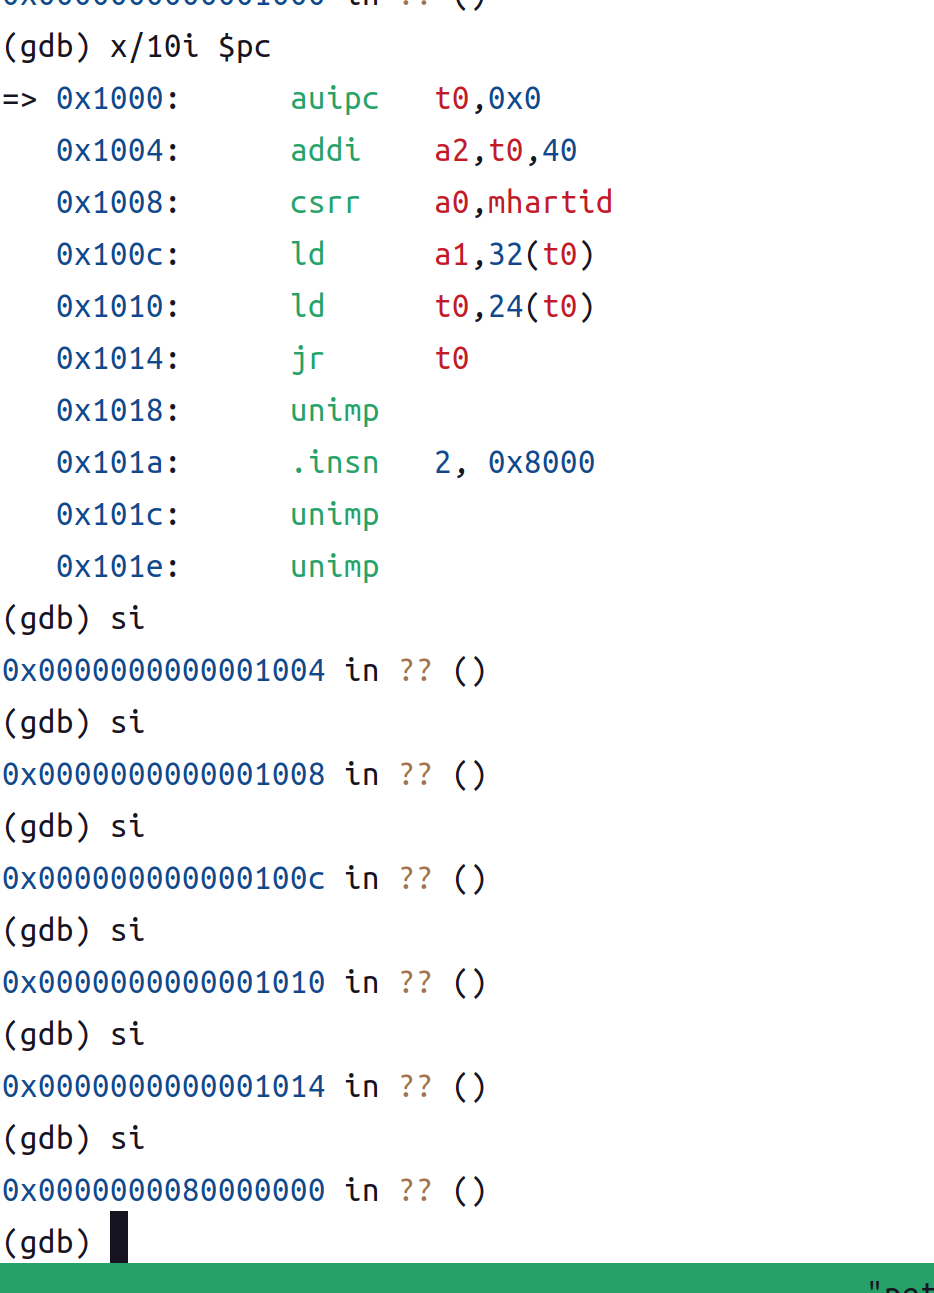 (gdb) x/10i $pc
=> 0x1000:      auipc   t0,0x0
   0x1004:      addi    a2,t0,40
   0x1008:      csrr    a0,mhartid
   0x100c:      ld      a1,32(t0)
   0x1010:      ld      t0,24(t0)
   0x1014:      jr      t0
   0x1018:      unimp
   0x101a:      .insn   2, 0x8000
   0x101c:      unimp
   0x101e:      unimp
(gdb) si
0x0000000000001004 in ?? ()
(gdb) si
0x0000000000001008 in ?? ()
(gdb) si
0x000000000000100c in ?? ()
(gdb) si
0x0000000000001010 in ?? ()
(gdb) si
0x0000000000001014 in ?? ()
(gdb) si
0x0000000080000000 in ?? ()
(gdb)